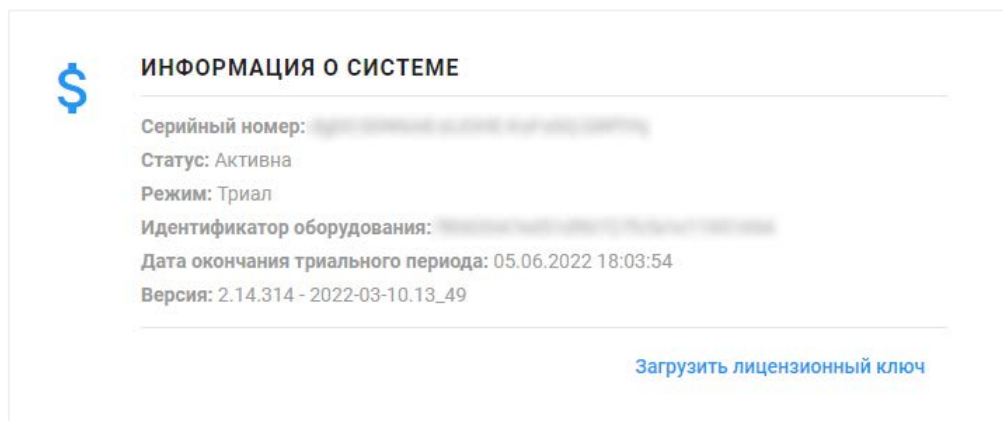 $
ИНФОРМАЦИЯ О СИСТЕМЕ
Серийный номер:
Статус: Активна
Режим: Триал
Идентификатор оборудования:
Дата окончания триального периода: 05.06.2022 18:03:54
Версия: 2.14.314 - 2022-03-10.13_49
Загрузить лицензионный ключ